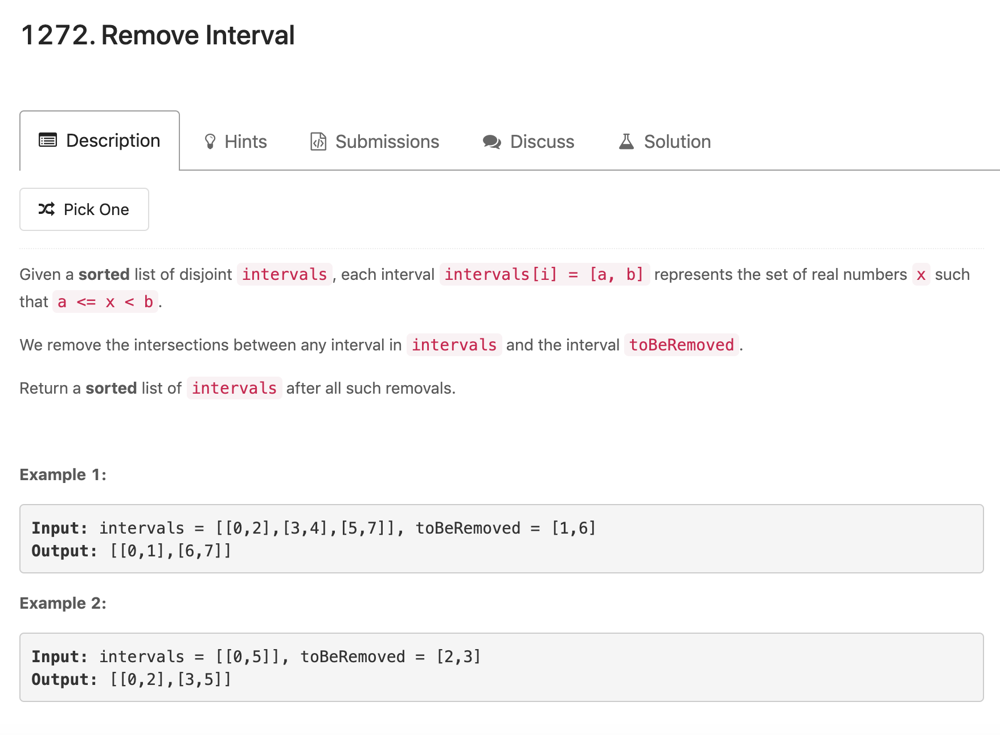 1272. Remove Interval
Description
Hints
Submissions
Discuss
Solution
Pick One
Given a sorted list of disjoint intervals, each interval intervals[i] = [a, b] represents the set of real numbers x such
that a <= x < b.
We remove the intersections between any interval in intervals and the interval toBeRemoved.
Return a sorted list of intervals after all such removals.
Example 1:
Input: intervals = [[0,2],[3,4],[5,7]], toBeRemoved = [1,6]
Output: [[0,1],[6,7]]
Example 2:
Input: intervals = [[0,5]], toBeRemoved = [2,3]
Output: [[0,2],[3,5]]